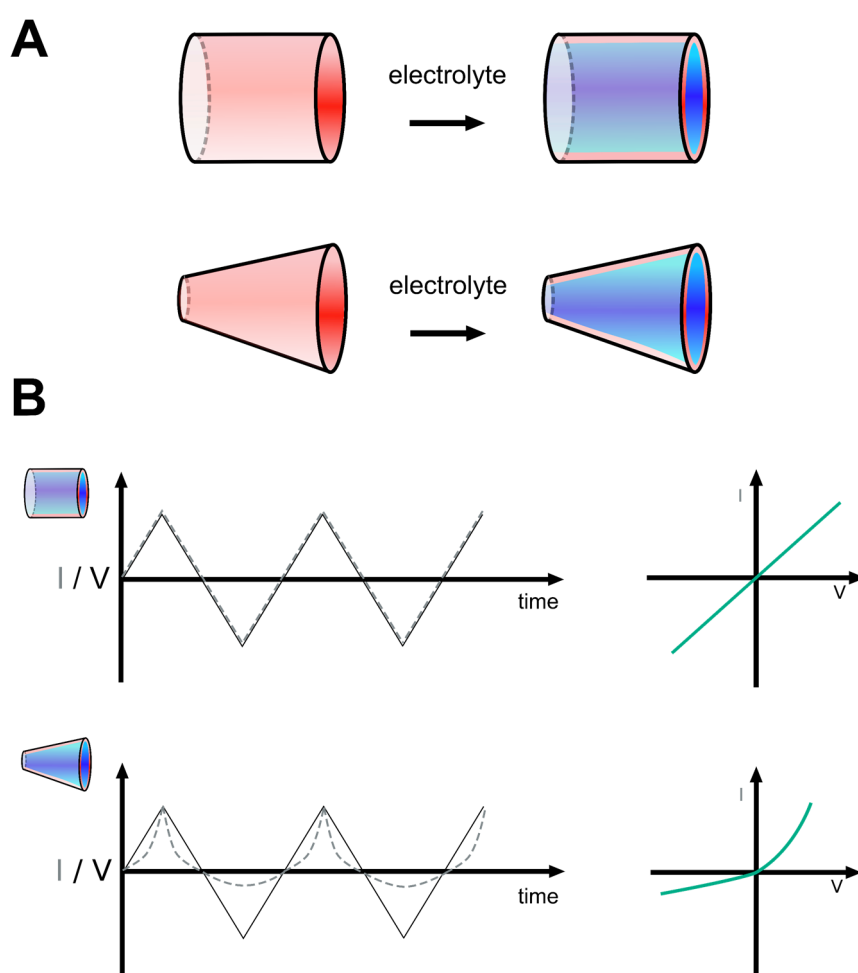 A
electrolyte
electrolyte
B
I
I / V
time
V
I
I / V
time
V